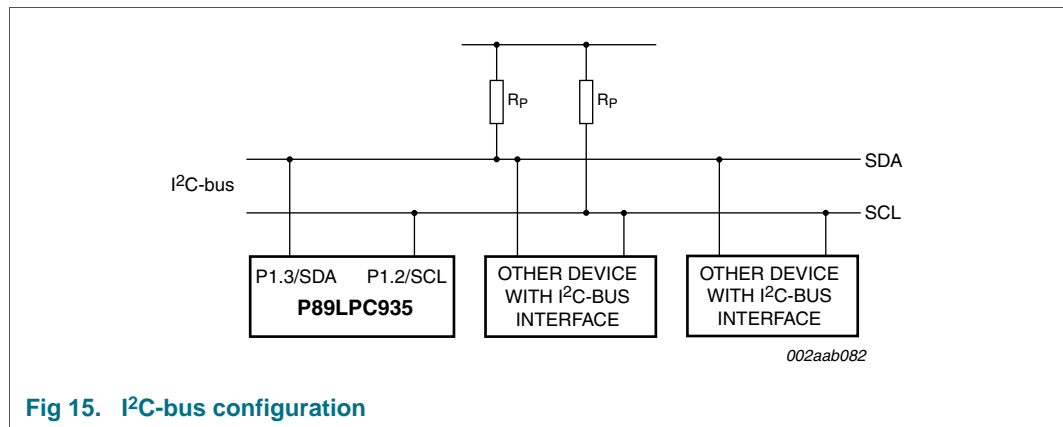 RP
RP
SDA
I2C-bus
SCL
P1.3/SDA P1.2/SCL
P89LPC935
OTHER DEVICE
WITH I2C-BUS
INTERFACE
OTHER DEVICE
WITH I2C-BUS
INTERFACE
002aab082
Fig 15. I2C-bus configuration